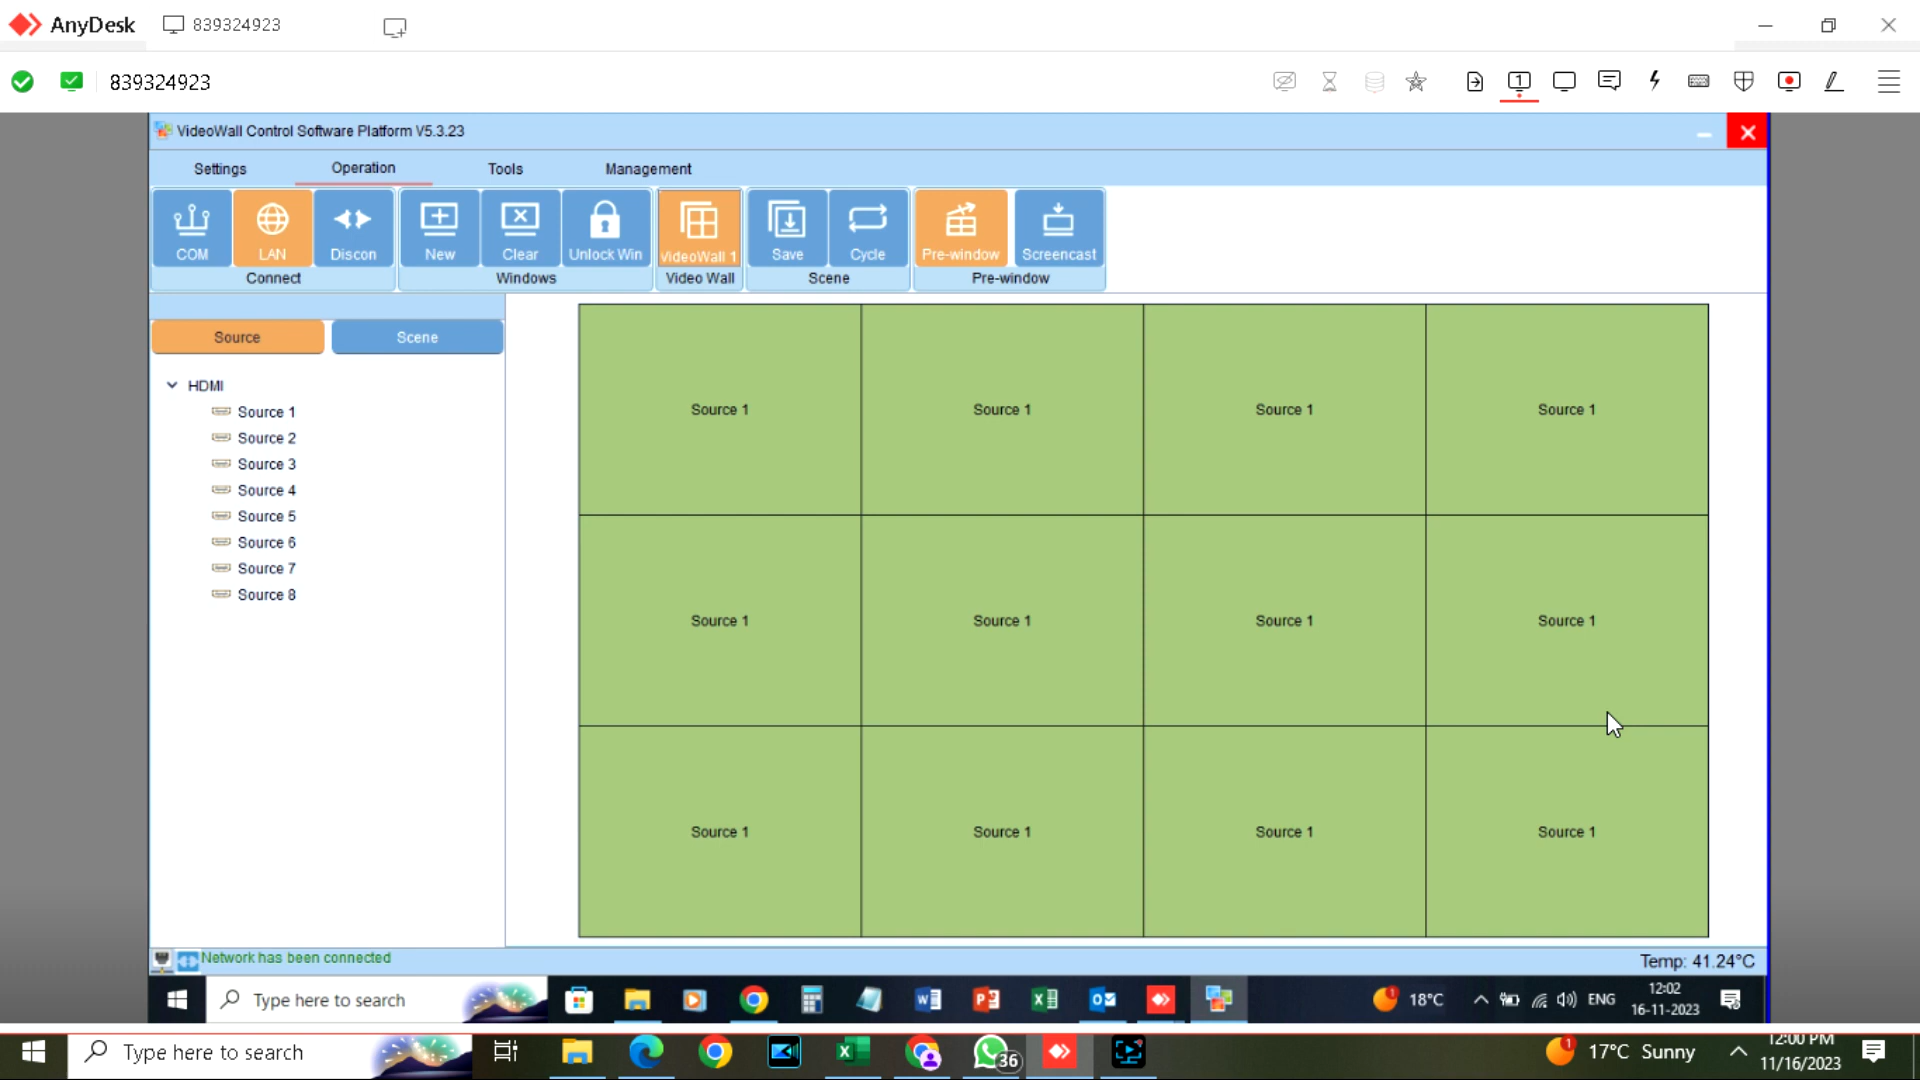 AnyDesk 839324923
839324923
1
VideoWall Control Software Platform V5.3.23
Settings Operation Tools Management
COM LAN Discon New Clear Unlock Win VideoWall 1 Save Cycle Pre-window Screencast
Connect Windows Video Wall Scene Pre-window
Source Scene
HDMI
Source 1
Source 2
Source 3
Source 4
Source 5
Source 6
Source 7
Source 8
Source 1 Source 1 Source 1 Source 1
Source 1 Source 1 Source 1 Source 1
Source 1 Source 1 Source 1 Source 1
Network has been connected
Temp: 41.24°C
Type here to search
18°C ENG
12:02
16-11-2023
Type here to search
36
17°C Sunny
12:00 PM
11/16/2023